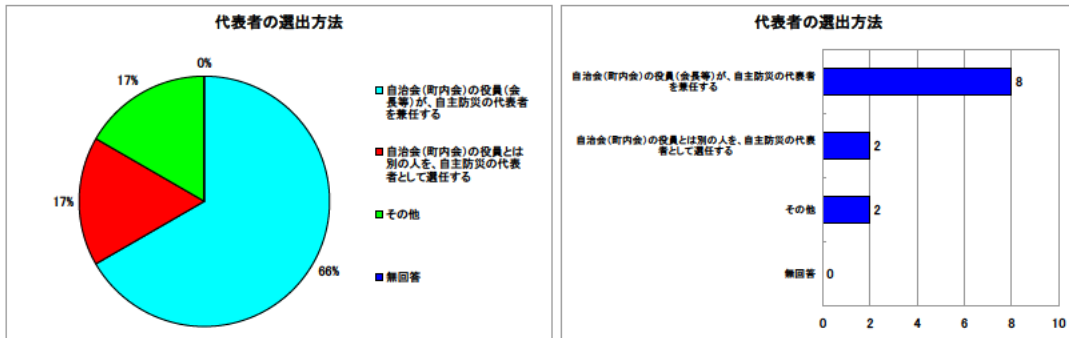 代表者の選出方法
0%
17%
17%
66%
自治会(町内会)の役員(会
長等)が、自主防災の代表者
を兼任する
自治会(町内会)の役員とは
別の人を、自主防災の代表
者として選任する
その他
無回答
代表者の選出方法
自治会(町内会)の役員(会長等)が、自主防災の代表者
を兼任する
8
自治会(町内会)の役員とは別の人を、自主防災の代表
者として選任する
2
その他
2
無回答
0
0 2 4 6 8 10